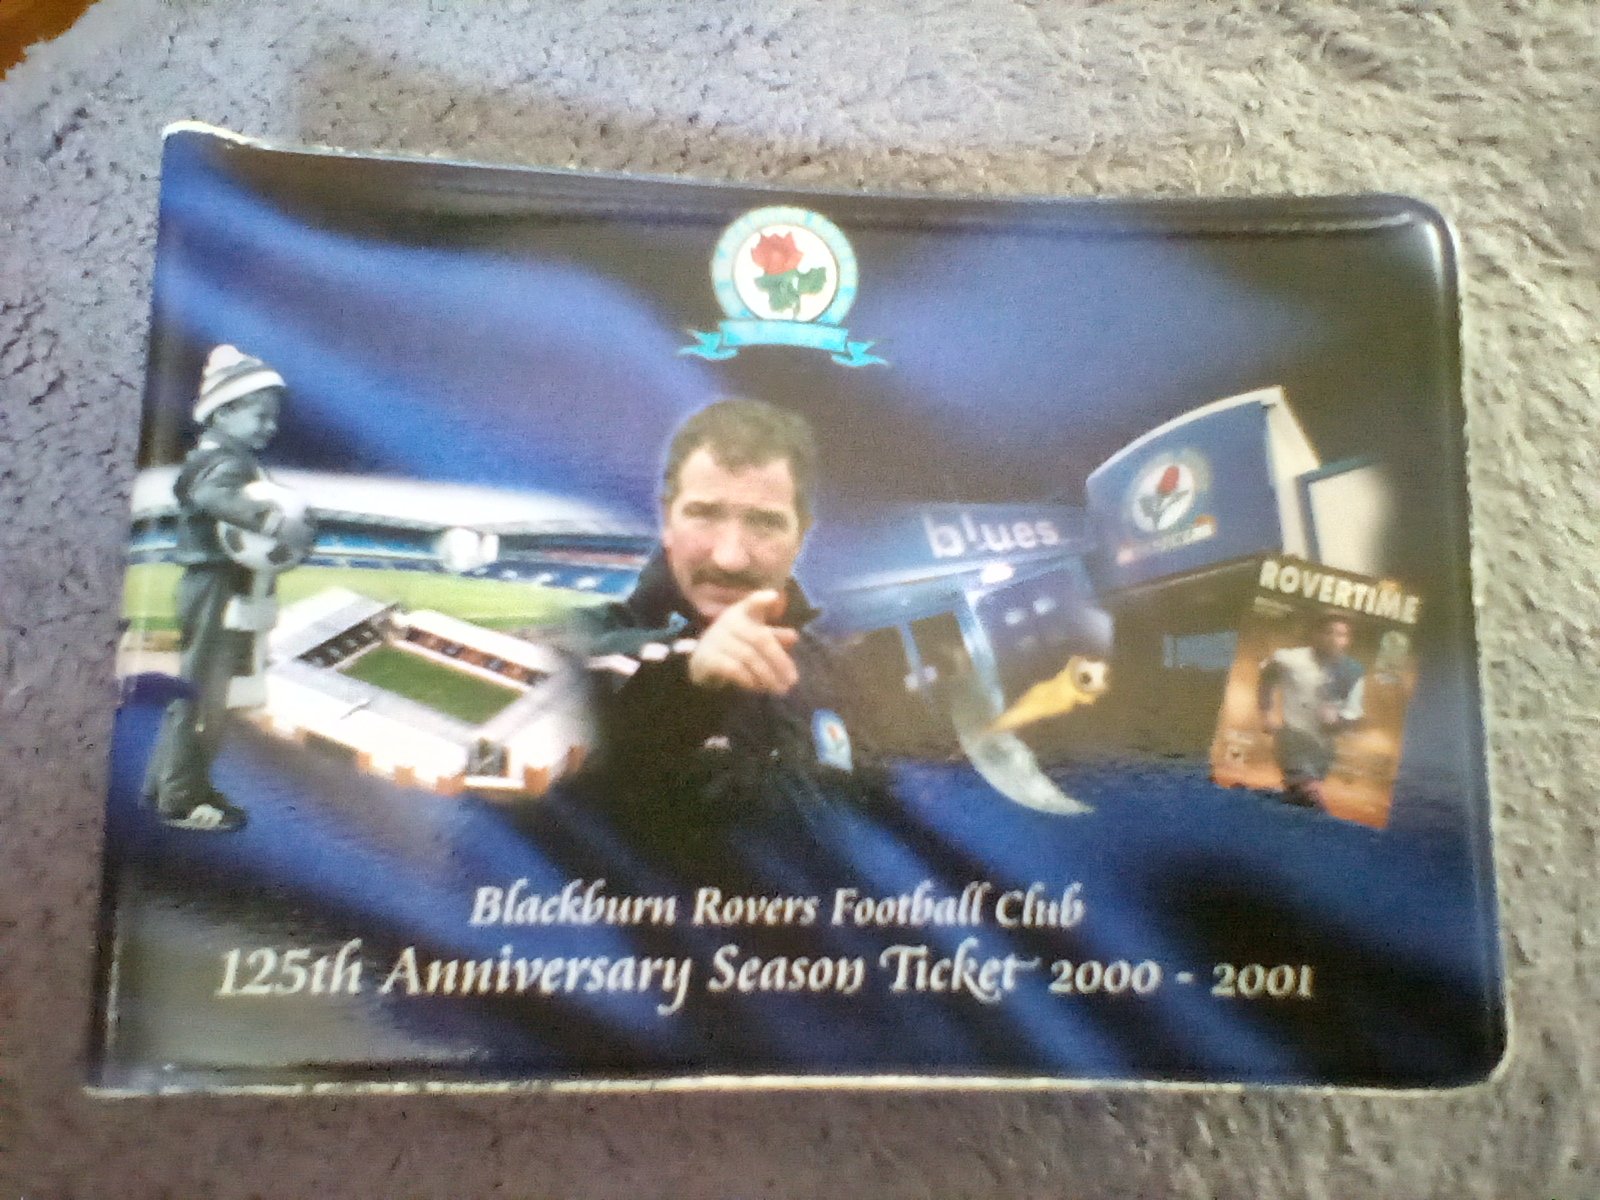 blues
ROVERTIME
Blackburn Rovers Football Club
125th Anniversary Season Ticket 2000 - 2001